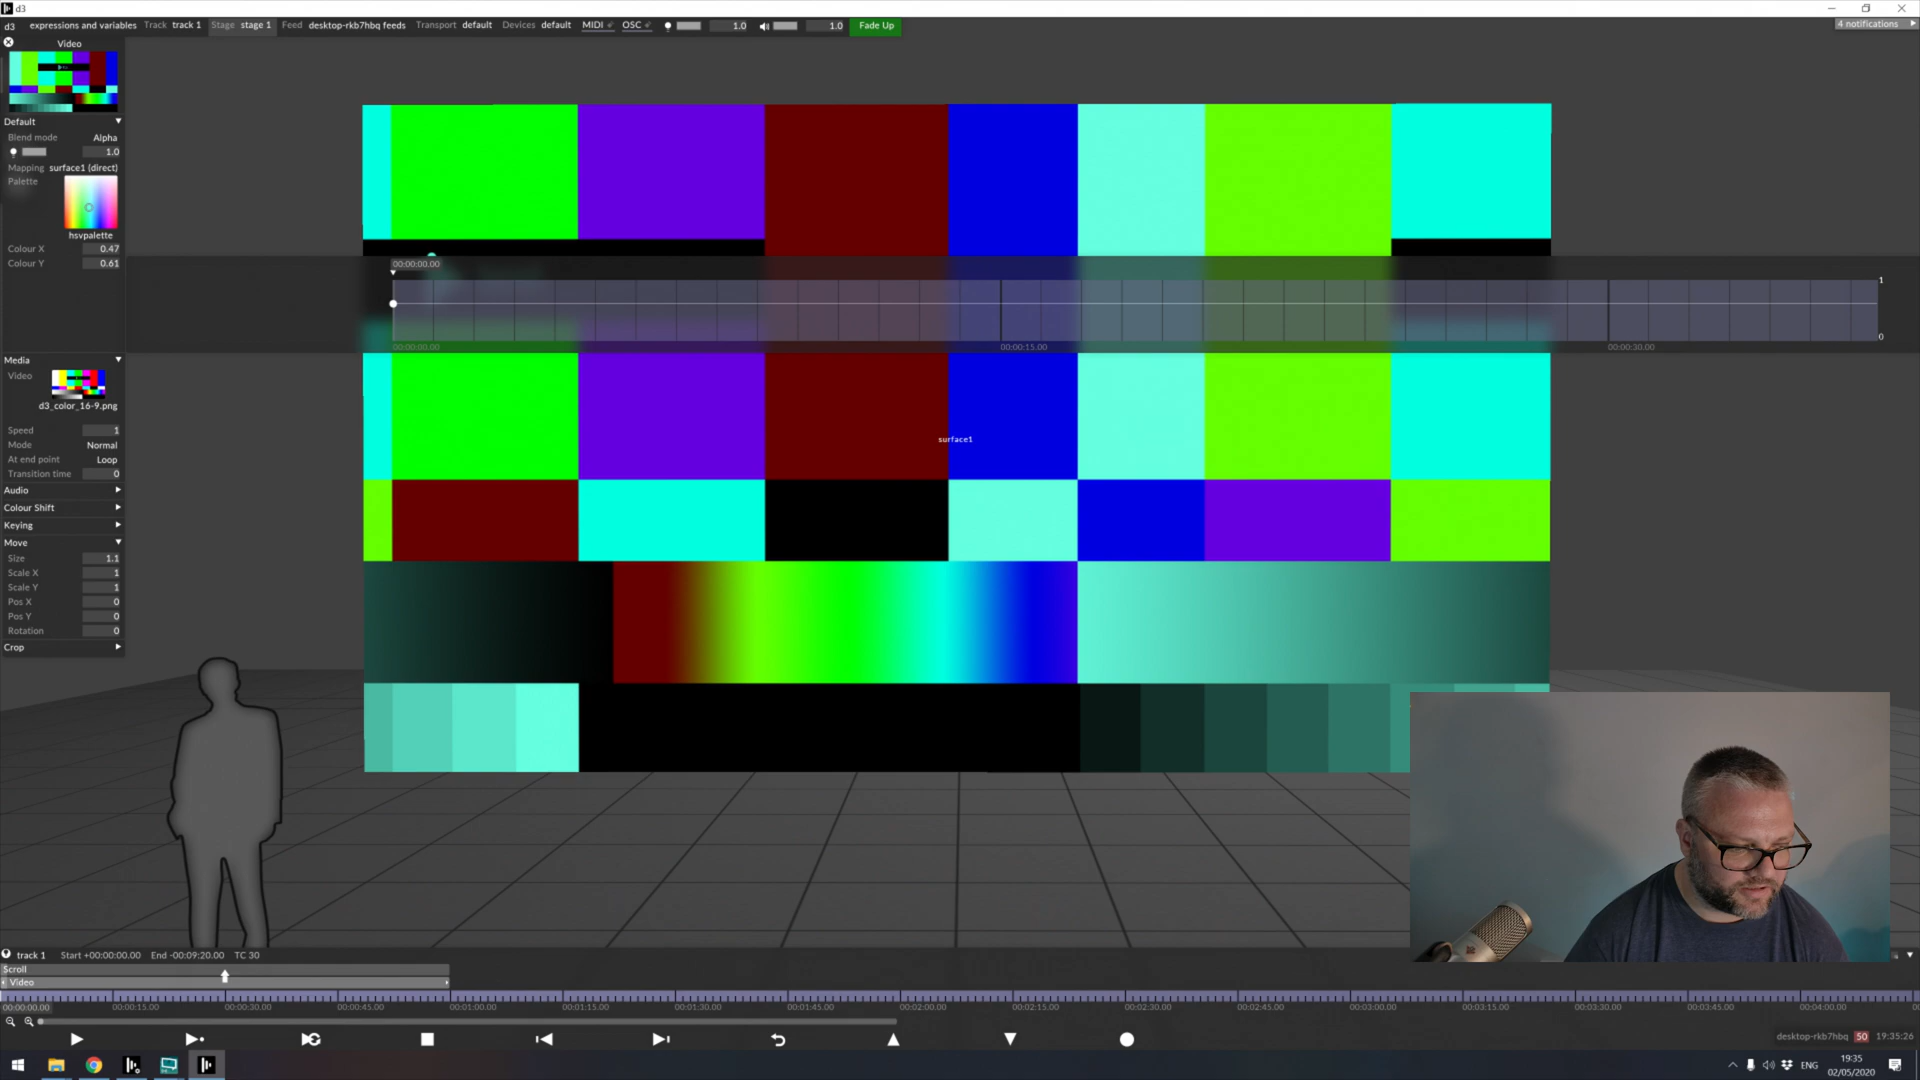 d3
d3 expressions and variables Track track 1 Stage stage 1 Feed desktop-rkb7hbq feeds Transport default Devices default MIDI OSC 1.0 1.0 Fade Up 4 notifications
Video
Default
Blend mode Alpha
1.0
Mapping surface1 (direct)
Palette
hsvpalette
Colour X 0.47
Colour Y 0.61
00:00:00.00
1
0
00:00:00.00 00:00:15.00 00:00:30.00
Media
Video
d3_color_16-9.png
Speed 1
Mode Normal
At end point Loop
Transition time 0
Audio
Colour Shift
Keying
Move
Size 1.1
Scale X 1
Scale Y 1
Pos X 0
Pos Y 0
Rotation 0
Crop
surface1
track 1 Start +00:00:00.00 End -00:09:20.00 TC 30
Scroll
Video
00:00:00.00 00:00:15.00 00:00:30.00 00:00:45.00 00:01:00.00 00:01:15.00 00:01:30.00 00:01:45.00 00:02:00.00 00:02:15.00 00:02:30.00 00:02:45.00 00:03:00.00 00:03:15.00 00:03:30.00 00:03:45.00 00:04:00.00
desktop-rkb7hbq 50 19:35:26
ENG
19:35
02/05/2020